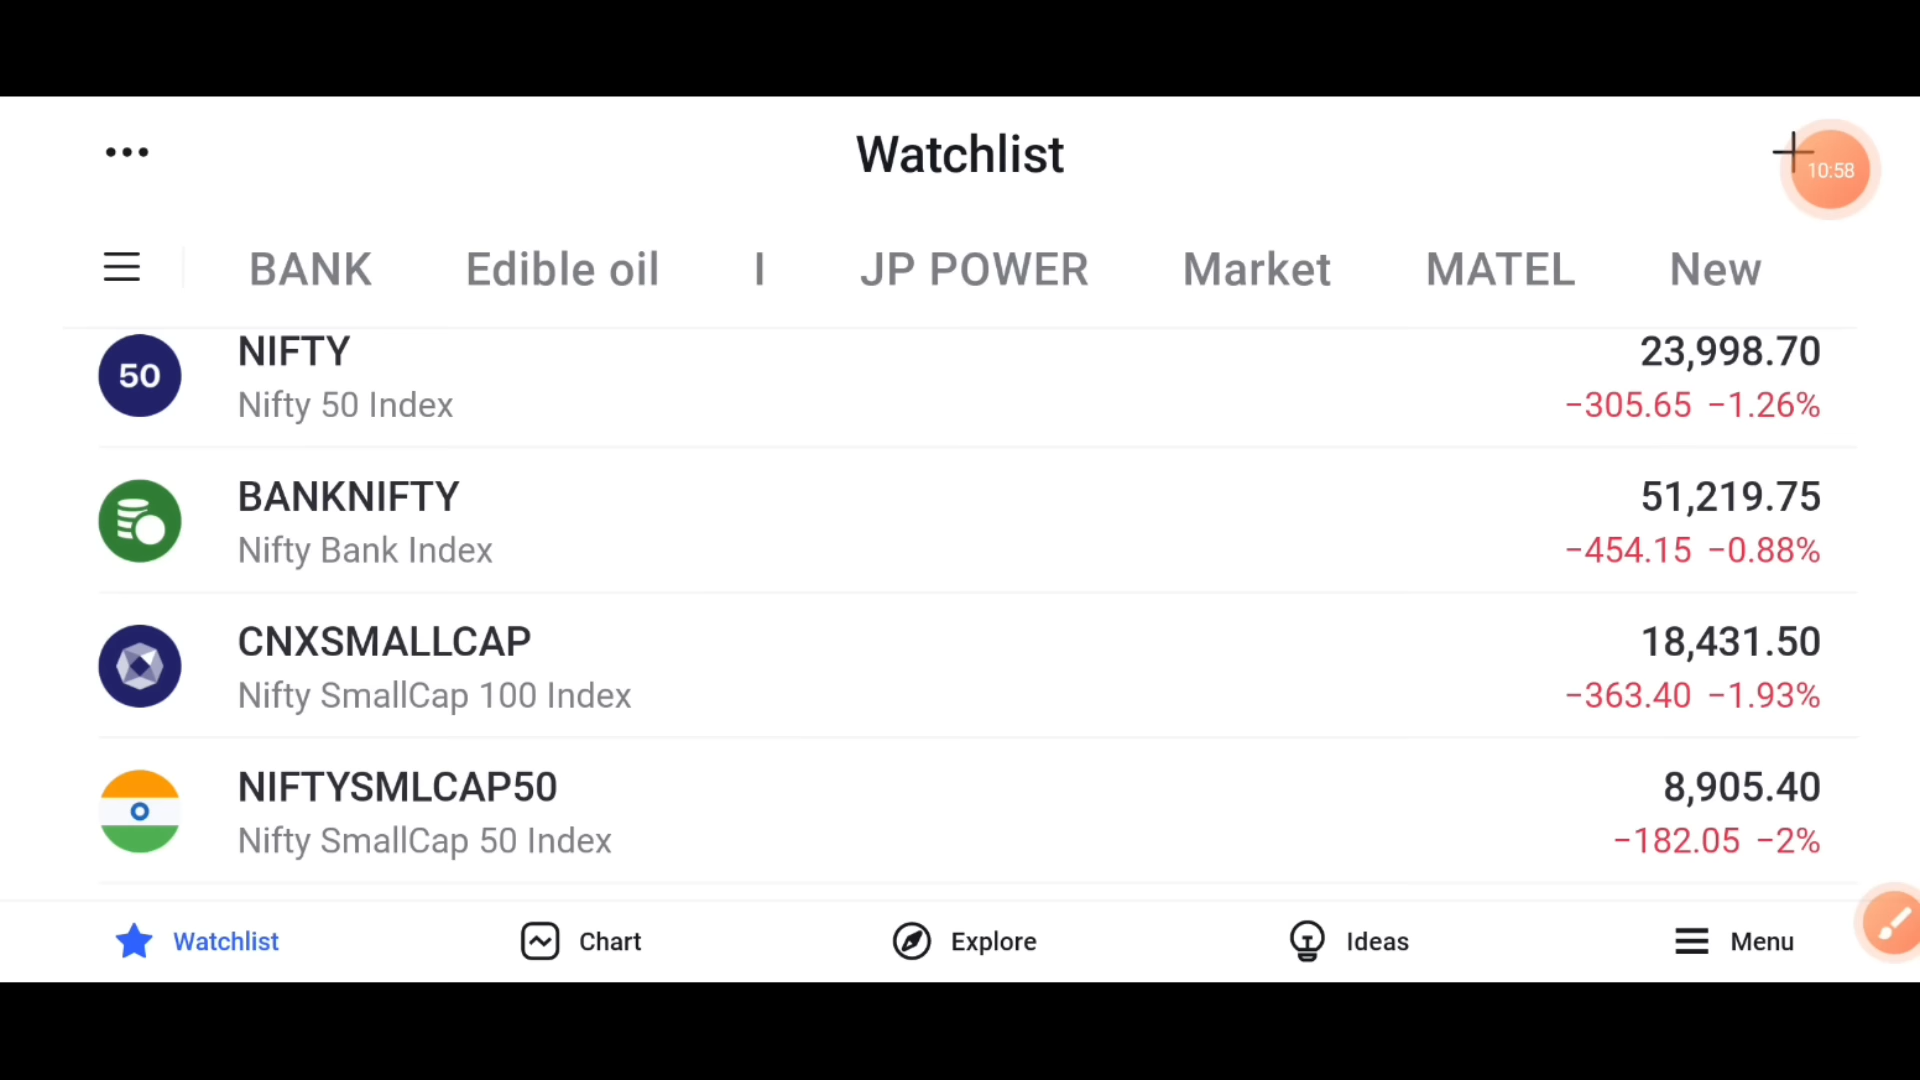 Watchlist
10:58
BANK Edible oil I JP POWER Market MATEL New
50
NIFTY 23,998.70
Nifty 50 Index −305.65 −1.26%
BANKNIFTY 51,219.75
Nifty Bank Index −454.15 −0.88%
CNXSMALLCAP 18,431.50
Nifty SmallCap 100 Index −363.40 −1.93%
NIFTYSMLCAP50 8,905.40
Nifty SmallCap 50 Index −182.05 −2%
Watchlist Chart Explore Ideas Menu